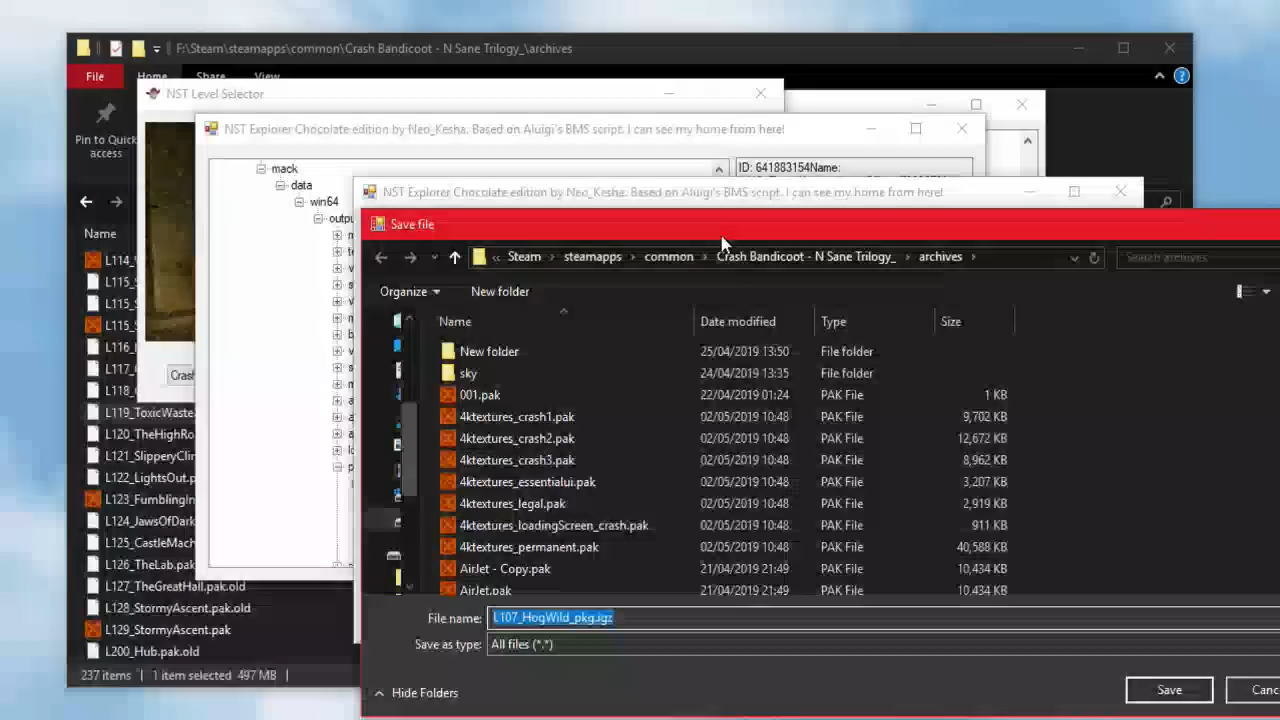 F:\Steam\steamapps\common\Crash Bandicoot - N Sane Trilogy_\archives
File Home Share View
NST Level Selector
Pin to Quick
access
NST Explorer Chocolate edition by Neo_Kesha. Based on Aluigi's BMS script. I can see my home from here!
mack
data
win64
ID: 641883154Name:
NST Explorer Chocolate edition by Neo_Kesha. Based on Aluigi's BMS script. I can see my home from here!
Save file
« Steam steamapps common Crash Bandicoot - N Sane Trilogy_ archives
Search archives
Organize New folder
Name Date modified Type Size
New folder 25/04/2019 13:50 File folder
sky 24/04/2019 13:35 File folder
001.pak 22/04/2019 01:24 PAK File 1 KB
4ktextures_crash1.pak 02/05/2019 10:48 PAK File 9,702 KB
4ktextures_crash2.pak 02/05/2019 10:48 PAK File 12,672 KB
4ktextures_crash3.pak 02/05/2019 10:48 PAK File 8,962 KB
4ktextures_essentialui.pak 02/05/2019 10:48 PAK File 3,207 KB
4ktextures_legal.pak 02/05/2019 10:48 PAK File 2,919 KB
4ktextures_loadingScreen_crash.pak 02/05/2019 10:48 PAK File 911 KB
4ktextures_permanent.pak 02/05/2019 10:48 PAK File 40,588 KB
AirJet - Copy.pak 21/04/2019 21:49 PAK File 10,434 KB
AirJet.pak 21/04/2019 21:49 PAK File 10,434 KB
File name: L107_HogWild_pkg.igz
Save as type: All files (*.*)
Hide Folders
Save Canc
Name
L114_
L115_S
L115_S
L115_S
L116_
L117_
L118_
L119_ToxicWaste
L120_TheHighRo
L121_SlipperyClir
L122_LightsOut.p
L123_FumblingIn
L124_JawsOfDark
L125_CastleMach
L126_TheLab.p
L127_TheGreatHall.pak.old
L128_StormyAscent.pak.old
L129_StormyAscent.pak
L200_Hub.pak.old
237 items 1 item selected 497 MB